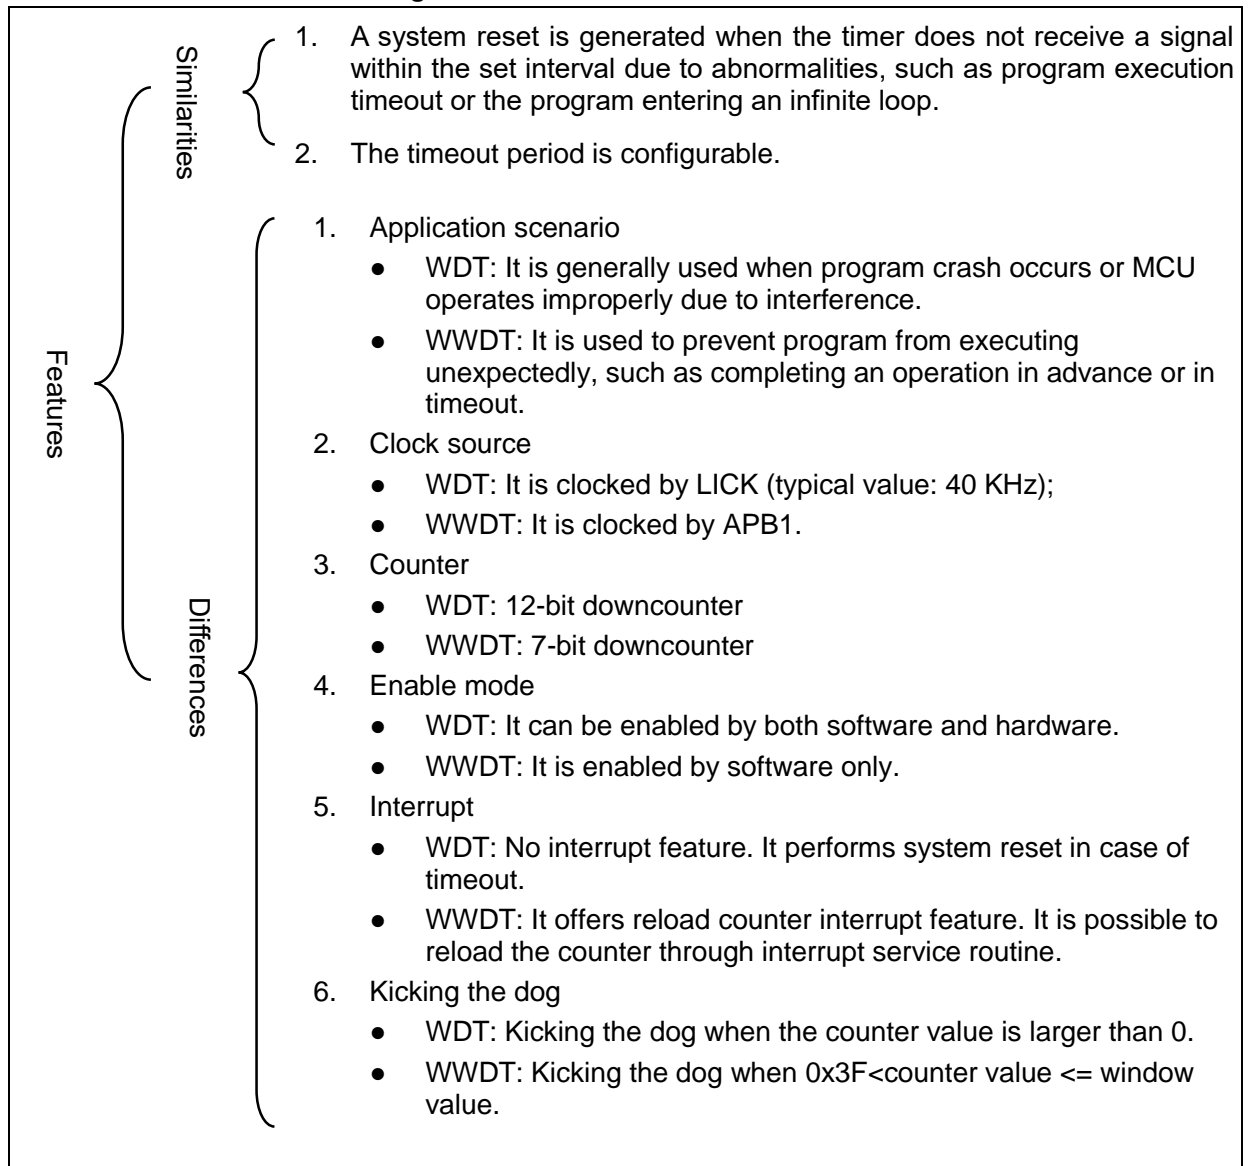 Features
Similarities
1. A system reset is generated when the timer does not receive a signal
within the set interval due to abnormalities, such as program execution
timeout or the program entering an infinite loop.
2. The timeout period is configurable.
Differences
1. Application scenario
● WDT: It is generally used when program crash occurs or MCU
operates improperly due to interference.
● WWDT: It is used to prevent program from executing
unexpectedly, such as completing an operation in advance or in
timeout.
2. Clock source
● WDT: It is clocked by LICK (typical value: 40 KHz);
● WWDT: It is clocked by APB1.
3. Counter
● WDT: 12-bit downcounter
● WWDT: 7-bit downcounter
4. Enable mode
● WDT: It can be enabled by both software and hardware.
● WWDT: It is enabled by software only.
5. Interrupt
● WDT: No interrupt feature. It performs system reset in case of
timeout.
● WWDT: It offers reload counter interrupt feature. It is possible to
reload the counter through interrupt service routine.
6. Kicking the dog
● WDT: Kicking the dog when the counter value is larger than 0.
● WWDT: Kicking the dog when 0x3F<counter value <= window
value.